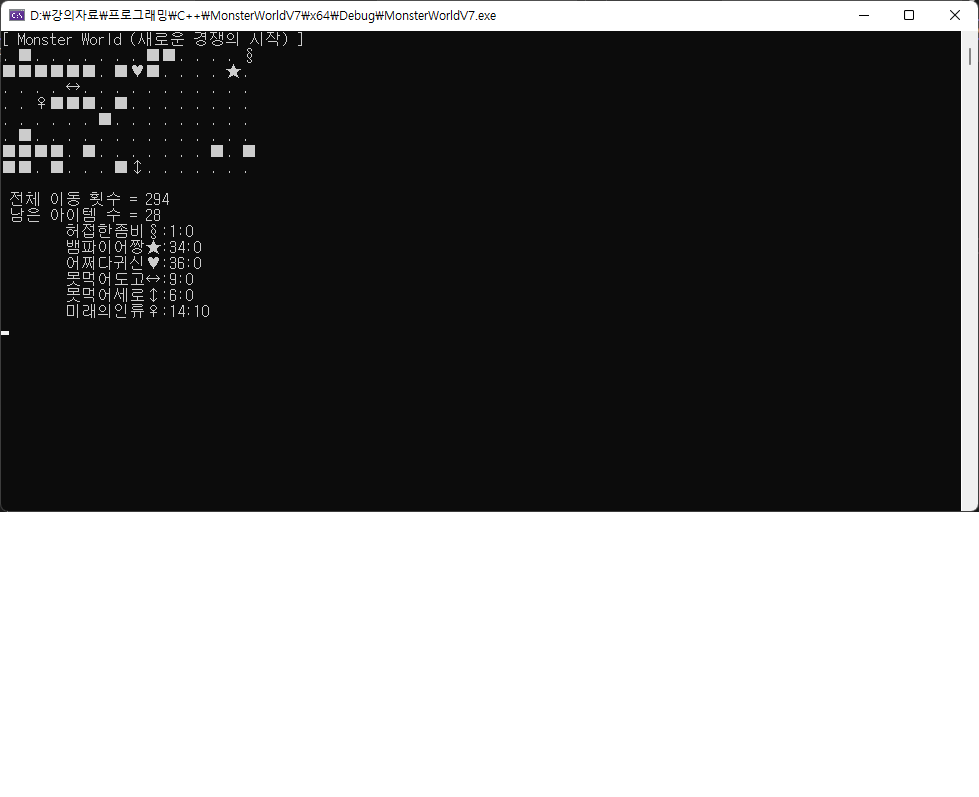 D:₩강의자료₩프로그래밍₩C++₩MonsterWorldV7₩x64₩Debug₩MonsterWorldV7.exe
[ Monster World (새로운 경쟁의 시작) ]
. ■. . . . . . . ■■. . . . §
■■■■■■. ■♥■. . . . ★.
. . . . ↔. . . . . . . . . . .
. . ♀■■■. ■. . . . . . . .
. . . . . . ■. . . . . . . . .
. ■. . . . . . . . . . . . . .
■■■■. ■. . . . . . . ■. ■
■■. ■. . . ■↕. . . . . . .
전체 이동 횟수 = 294
남은 아이템 수 = 28
허접한좀비§:1:0
뱀파이어짱★:34:0
어쩌다귀신♥:36:0
못먹어도고↔:9:0
못먹어세로↕:6:0
미래의인류♀:14:10